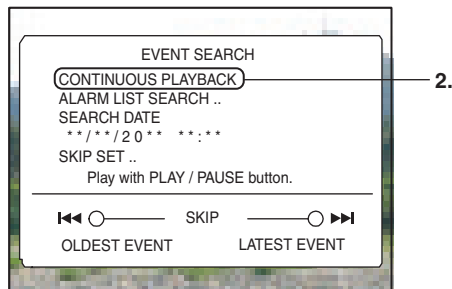 EVENT SEARCH
CONTINUOUS PLAYBACK
2.
ALARM LIST SEARCH ..
SEARCH DATE
**/**/20** **:**
SKIP SET ..
Play with PLAY / PAUSE button.
SKIP
OLDEST EVENT LATEST EVENT